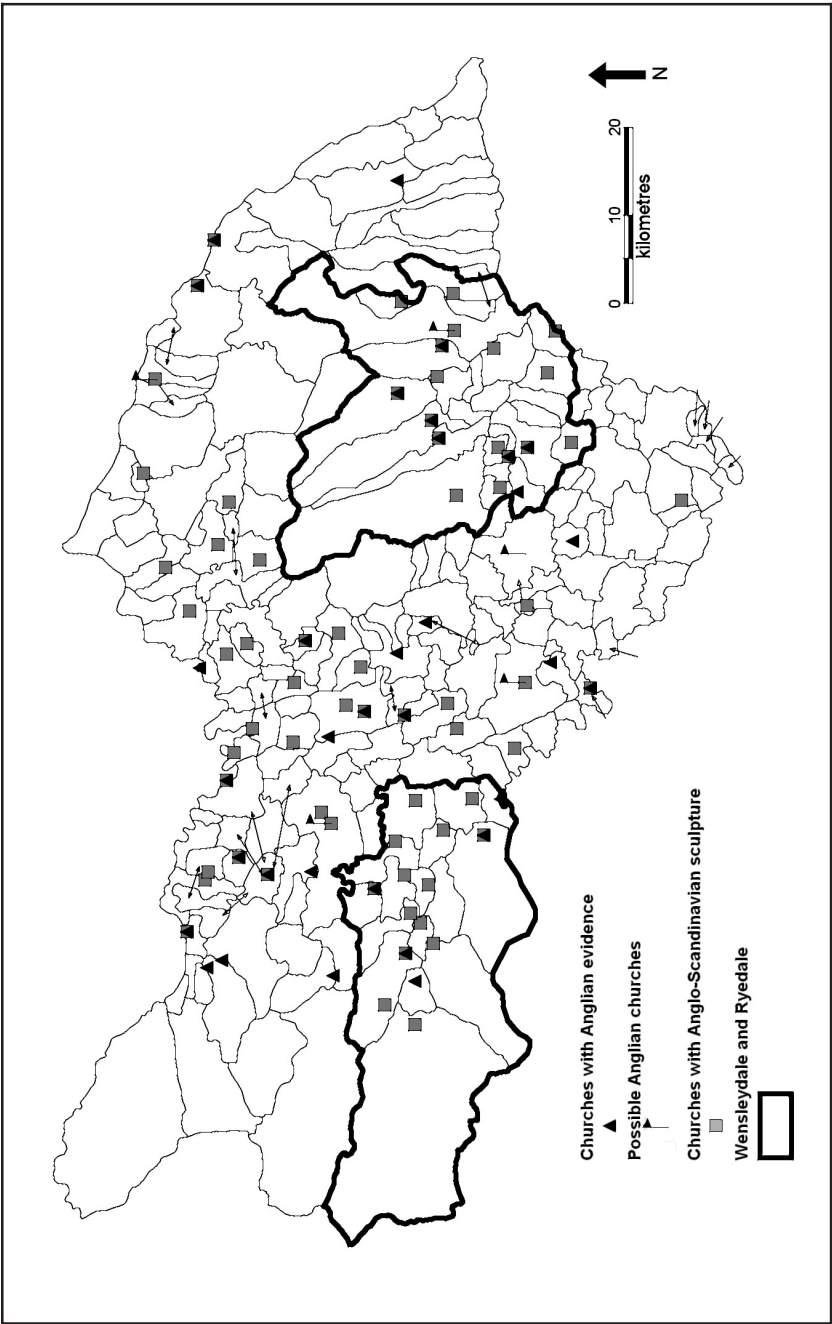 Churches with Anglian evidence
Possible Anglian churches
Churches with Anglo-Scandinavian sculpture
Wensleydale and Ryedale
0 10 20
kilometres
N